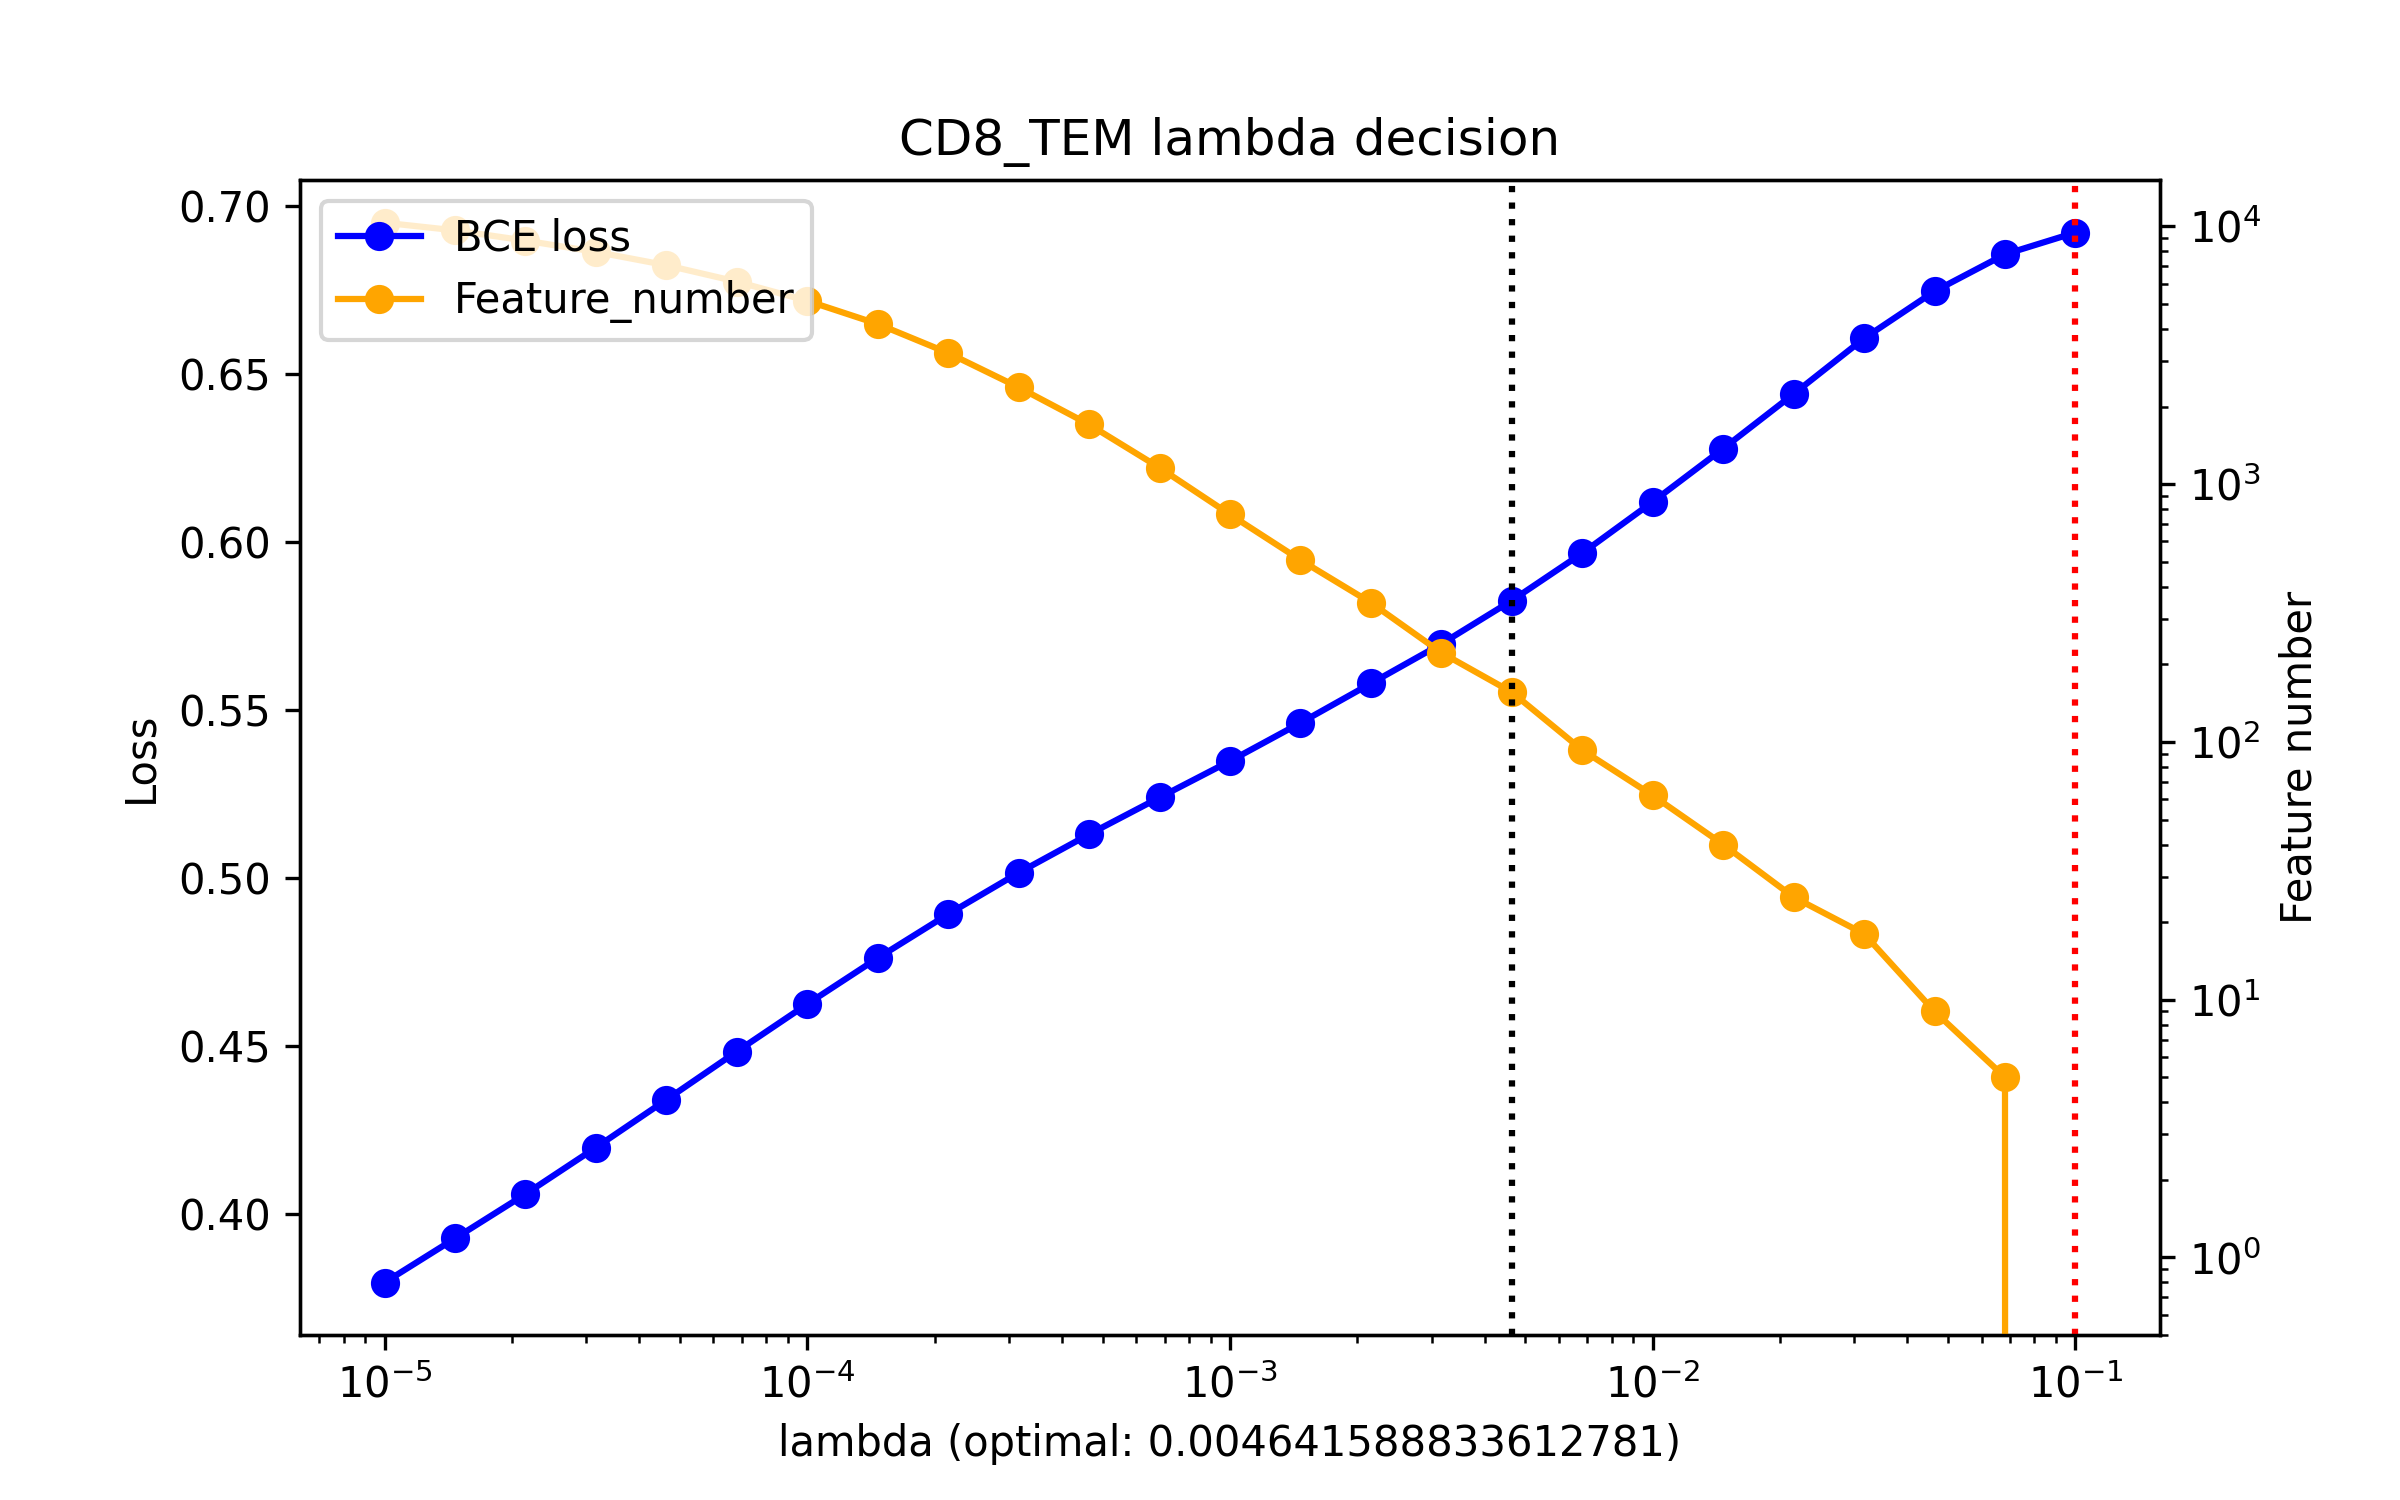 CD8_TEM lambda decision
BCE loss
Feature_number
0.70
0.65
0.60
0.55
0.50
0.45
0.40
Loss
10⁴
10³
10²
10¹
10⁰
Feature number
10⁻⁵ 10⁻⁴ 10⁻³ 10⁻² 10⁻¹
lambda (optimal: 0.004641588833612781)